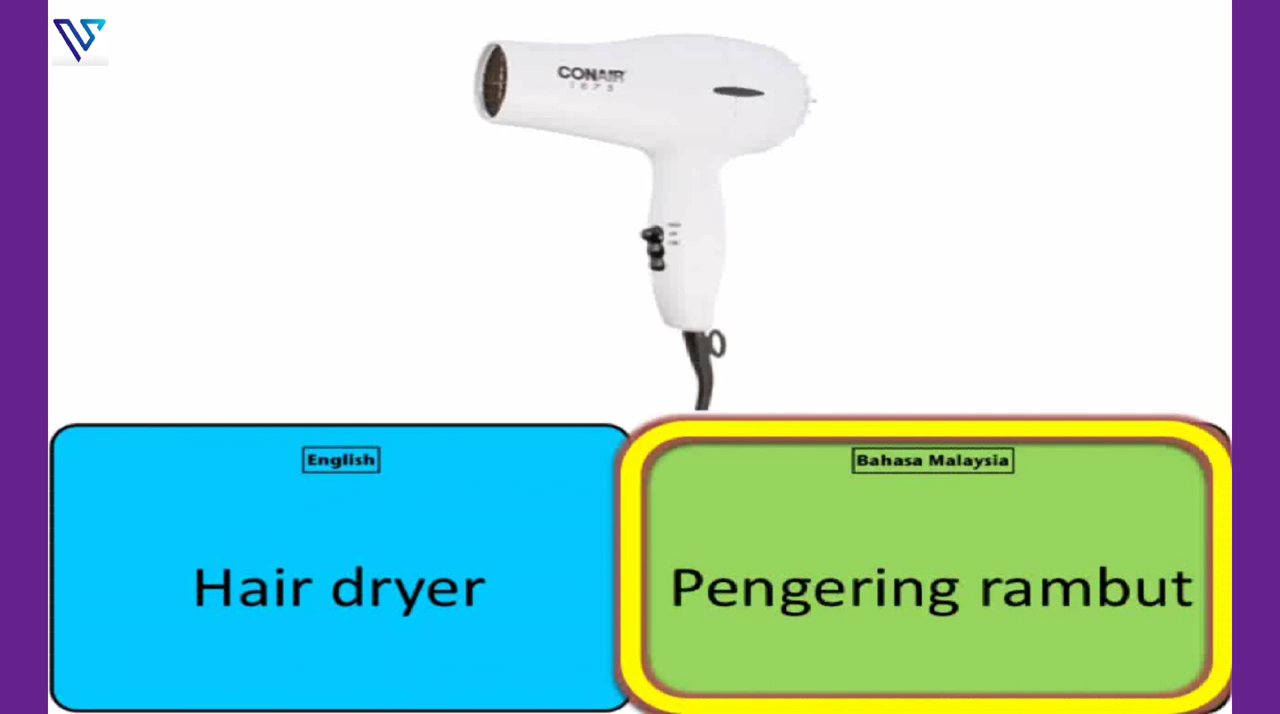 CONAIR
1875
English
Bahasa Malaysia
Hair dryer
Pengering rambut